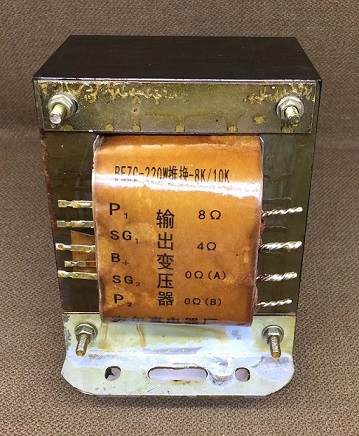 220W推挽-8K/10K
P₁ 输 8Ω
SG₁ 出 4Ω
B+ 变
SG₂ 压 0Ω(A)
P₂ 器 0Ω(B)